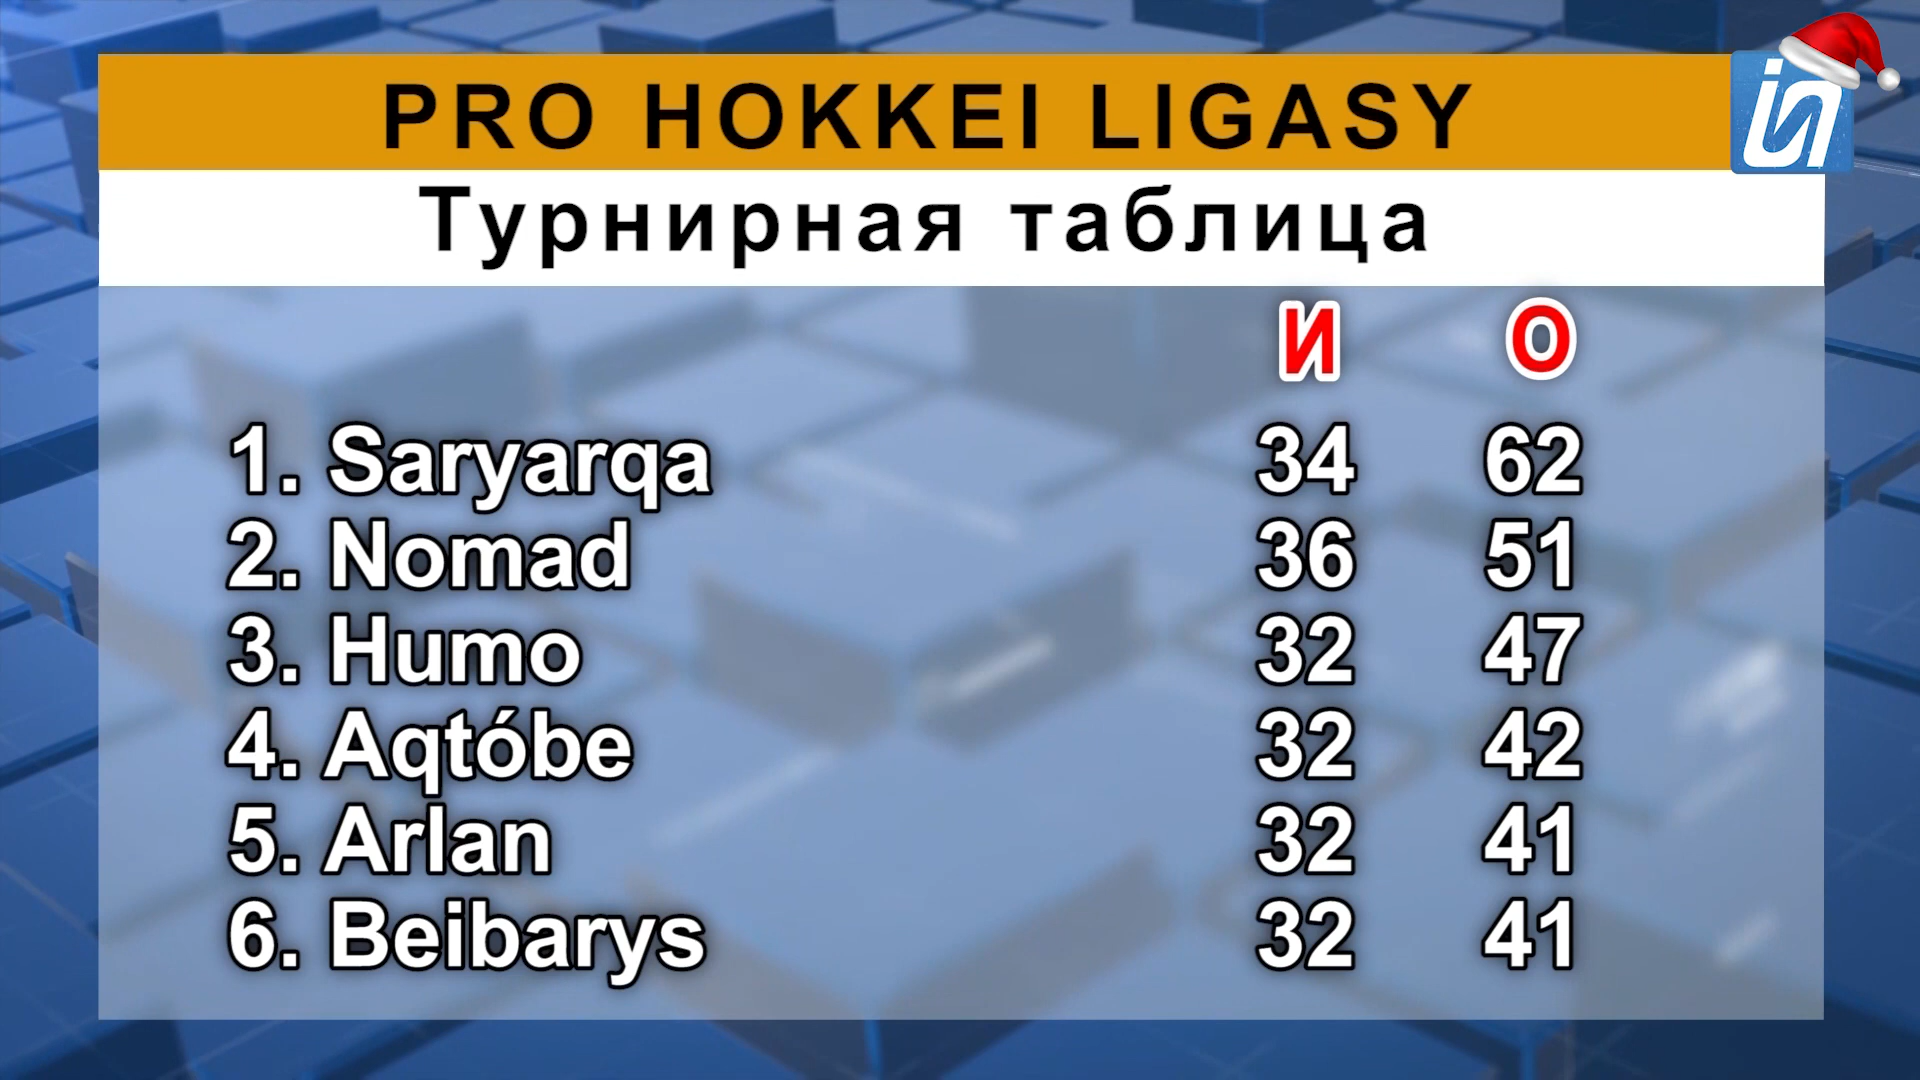 PRO HOKKEI LIGASY
Турнирная таблица
И О
1. Saryarqa 34 62
2. Nomad 36 51
3. Humo 32 47
4. Aqtóbe 32 42
5. Arlan 32 41
6. Beibarys 32 41